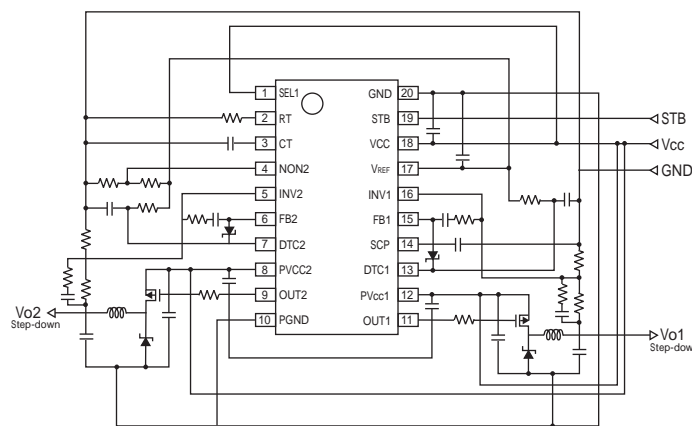 1 SEL1
2 RT
3 CT
4 NON2
5 INV2
6 FB2
7 DTC2
8 PVCC2
9 OUT2
10 PGND
GND 20
STB 19
VCC 18
VREF 17
INV1 16
FB1 15
SCP 14
DTC1 13
PVcc1 12
OUT1 11
STB
Vcc
GND
Vo2
Step-down
Vo1
Step-down